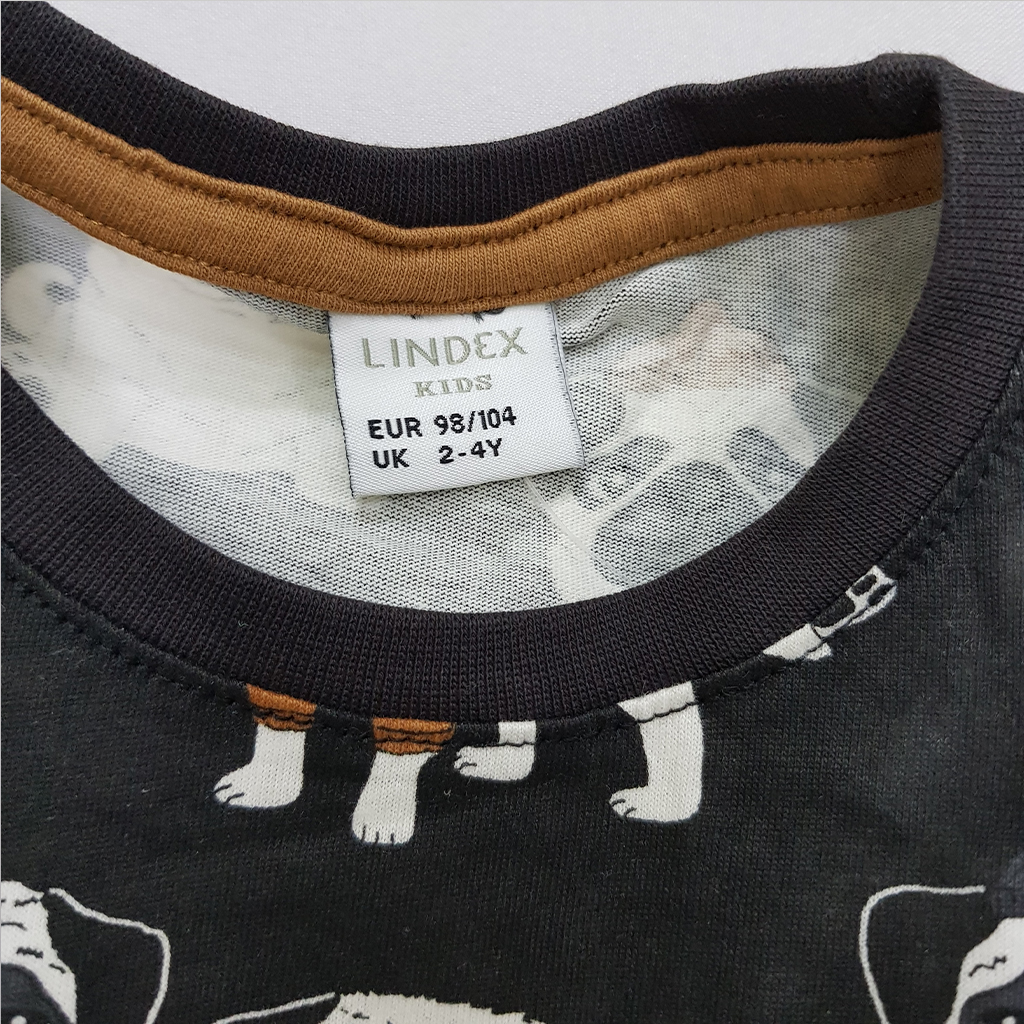 LINDEX
KIDS
EUR 98/104
UK 2-4Y